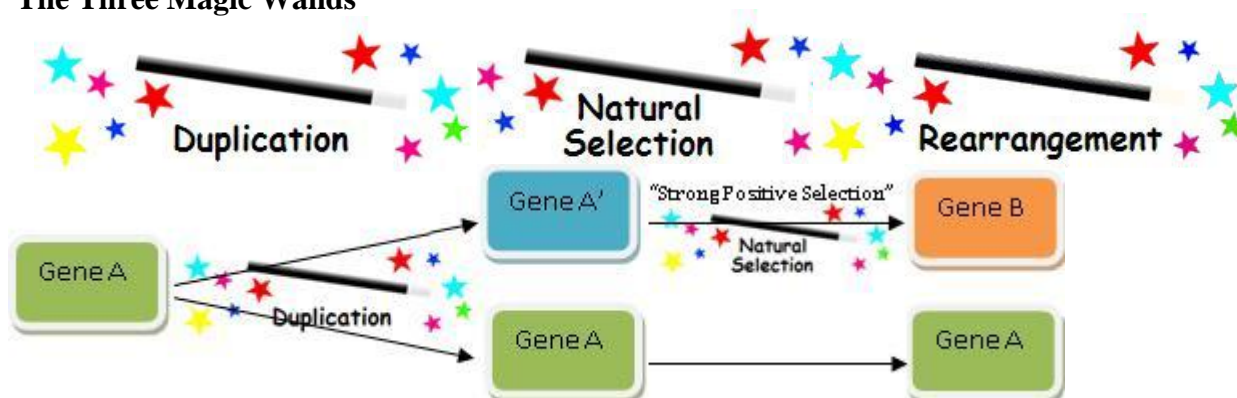 The Three Magic Wands
Duplication
Natural
Selection
Rearrangement
Gene A
Duplication
Gene A'
"Strong Positive Selection"
Natural
Selection
Gene B
Gene A
Gene A